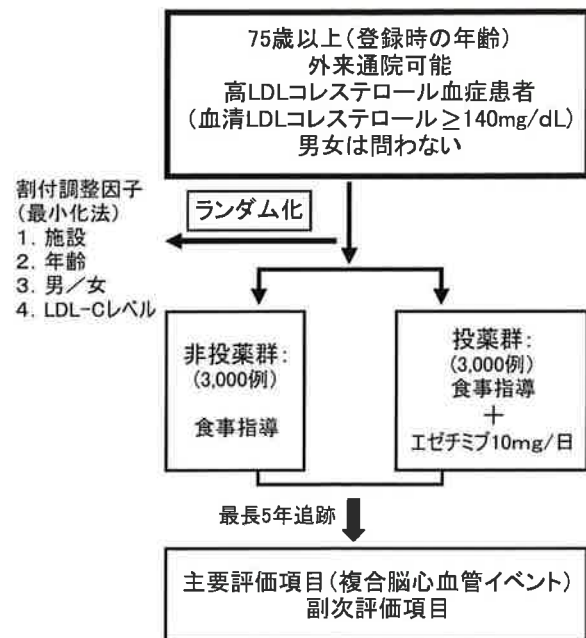 75歳以上(登録時の年齢)
外来通院可能
高LDLコレステロール血症患者
(血清LDLコレステロール≧140mg/dL)
男女は問わない
割付調整因子
(最小化法)
1. 施設
2. 年齢
3. 男/女
4. LDL-Cレベル
ランダム化
非投薬群:
(3,000例)
食事指導
投薬群:
(3,000例)
食事指導
+
エゼチミブ10mg/日
最長5年追跡
主要評価項目(複合脳心血管イベント)
副次評価項目